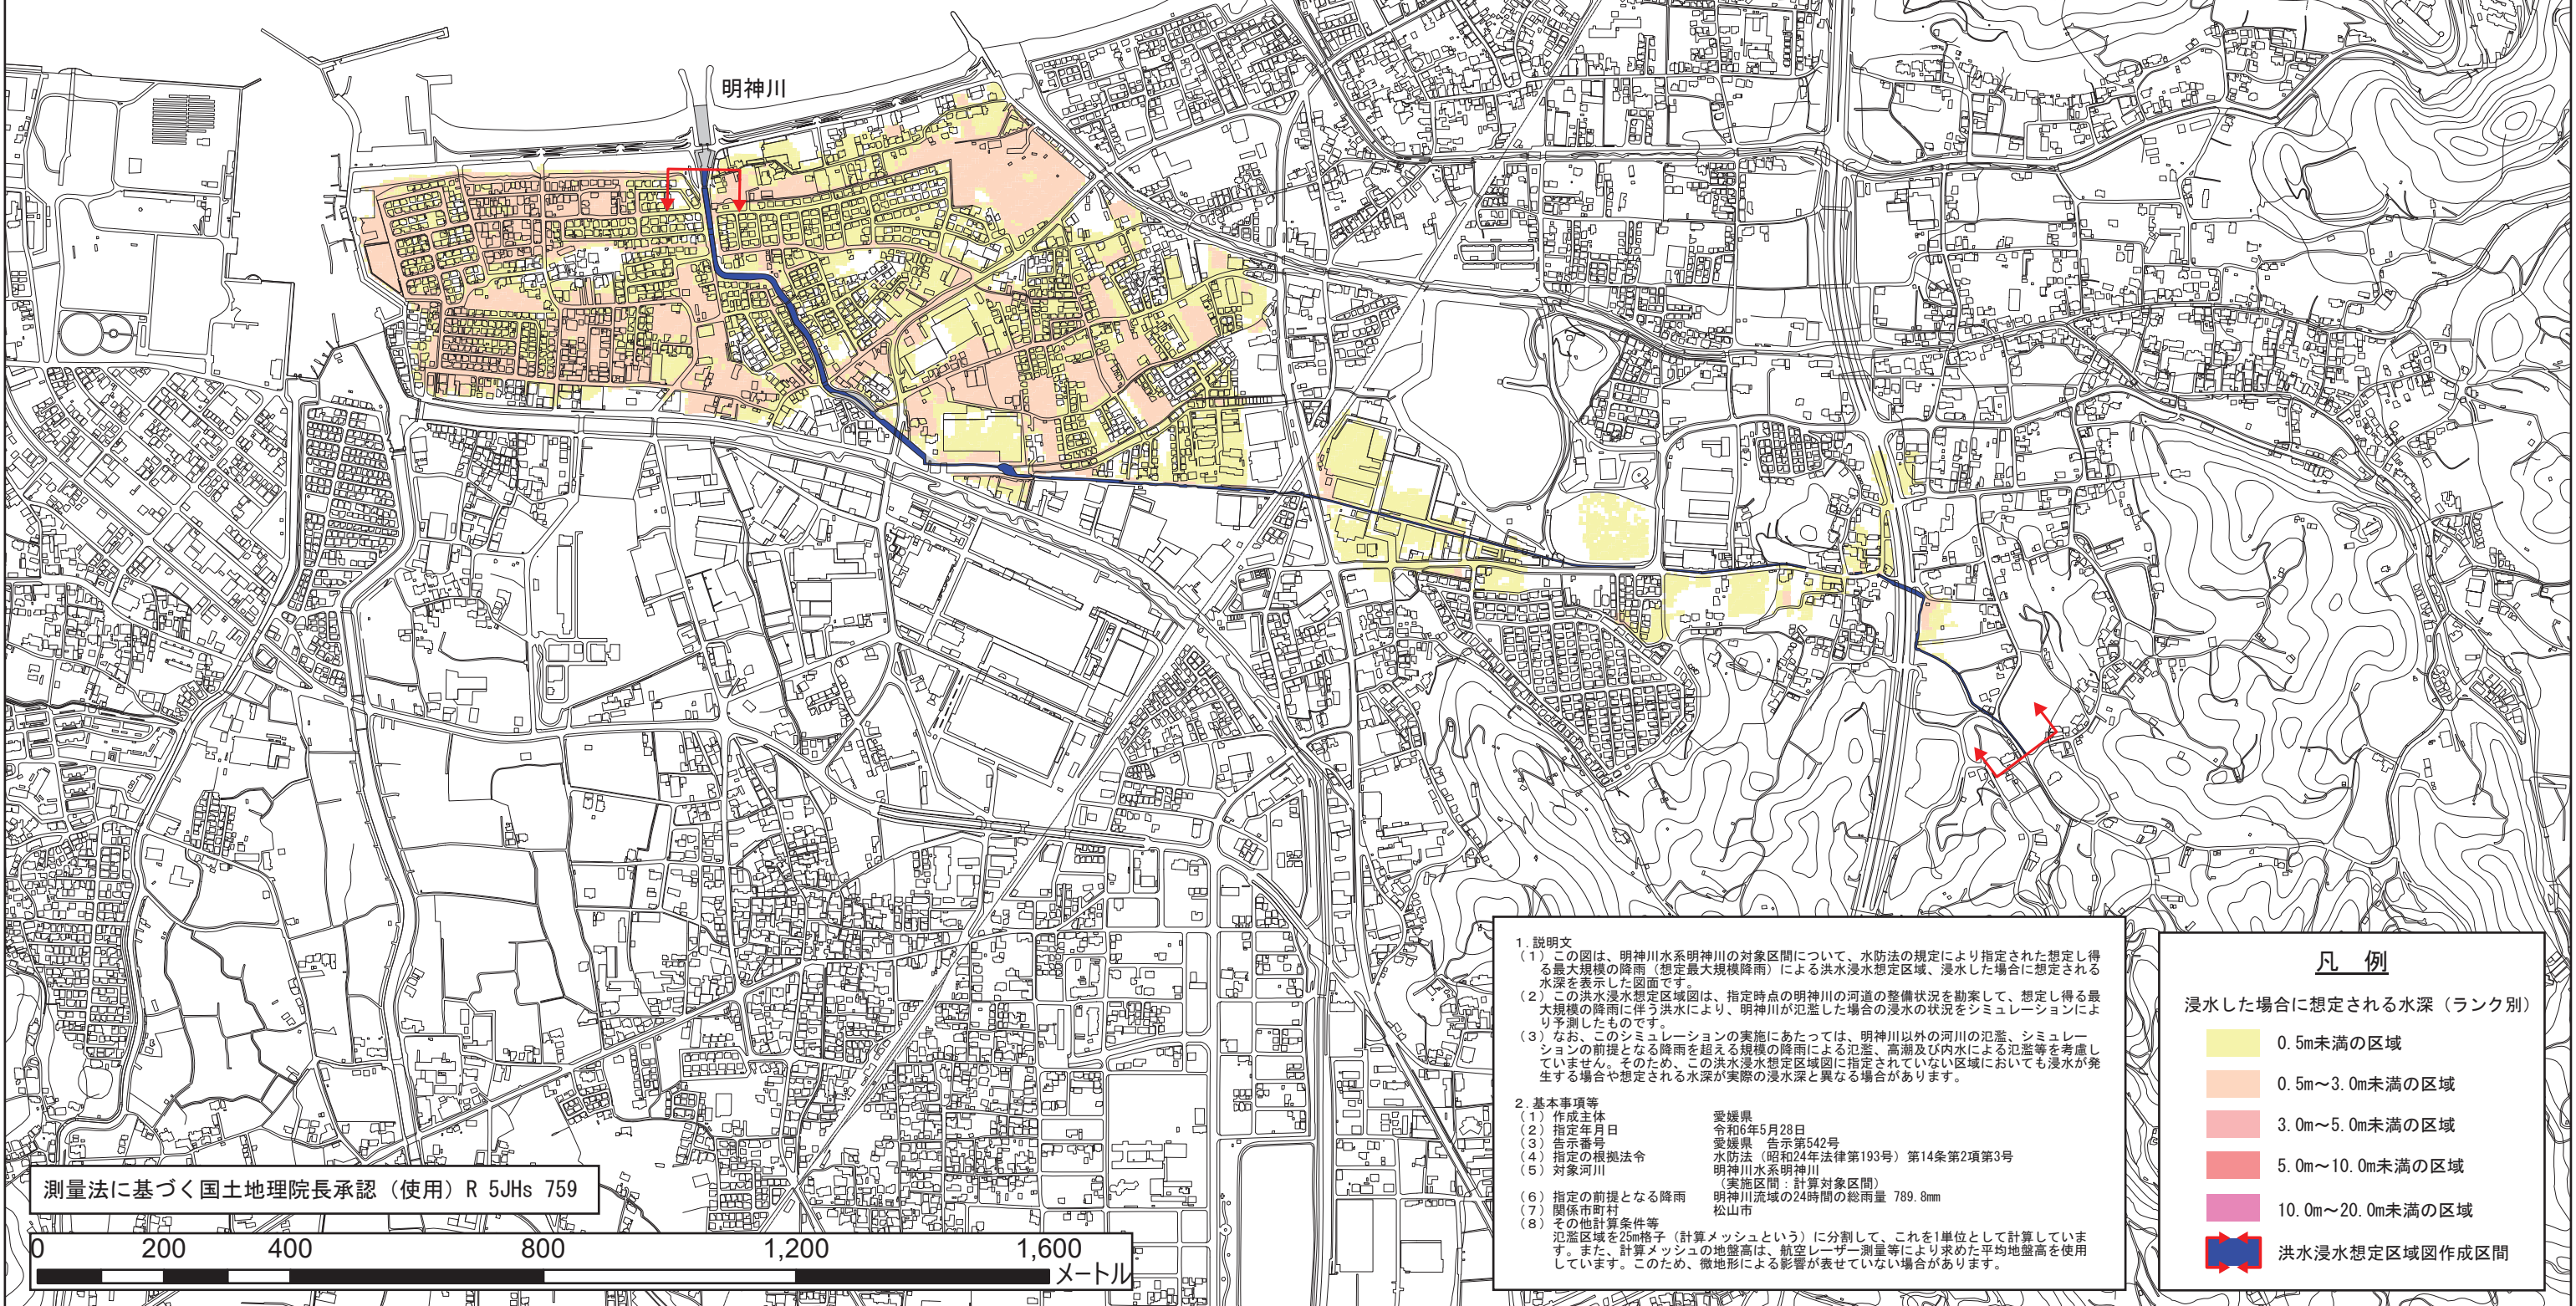 明神川
1.説明文
(1) この図は、明神川水系明神川の対象区間について、水防法の規定により指定された想定し得
る最大規模の降雨（想定最大規模降雨）による洪水浸水想定区域、浸水した場合に想定される
水深を表示した図面です。
(2) この洪水浸水想定区域図は、指定時点の明神川の河道の整備状況を勘案して、想定し得る最
大規模の降雨に伴う洪水により、明神川が氾濫した場合の浸水の状況をシミュレーションによ
り予測したものです。
(3) なお、このシミュレーションの実施にあたっては、明神川以外の河川の氾濫、シミュレー
ションの前提となる降雨を超える規模の降雨による氾濫、高潮及び内水による氾濫等を考慮し
ていません。そのため、この洪水浸水想定区域図に指定されていない区域においても浸水が発
生する場合や想定される水深が実際の浸水深と異なる場合があります。
2.基本事項等
(1) 作成主体 愛媛県
(2) 指定年月日 令和6年5月28日
(3) 告示番号 愛媛県 告示第542号
(4) 指定の根拠法令 水防法（昭和24年法律第193号）第14条第2項第3号
(5) 対象河川 明神川水系明神川
（実施区間：計算対象区間）
(6) 指定の前提となる降雨 明神川流域の24時間の総雨量 789.8mm
(7) 関係市町村 松山市
(8) その他計算条件等
氾濫区域を25m格子（計算メッシュという）に分割して、これを1単位として計算していま
す。また、計算メッシュの地盤高は、航空レーザー測量等により求めた平均地盤高を使用
しています。このため、微地形による影響が表せていない場合があります。
凡 例
浸水した場合に想定される水深（ランク別）
0.5m未満の区域
0.5m～3.0m未満の区域
3.0m～5.0m未満の区域
5.0m～10.0m未満の区域
10.0m～20.0m未満の区域
洪水浸水想定区域図作成区間
測量法に基づく国土地理院長承認（使用）R 5JHs 759
0 200 400 800 1,200 1,600
メートル